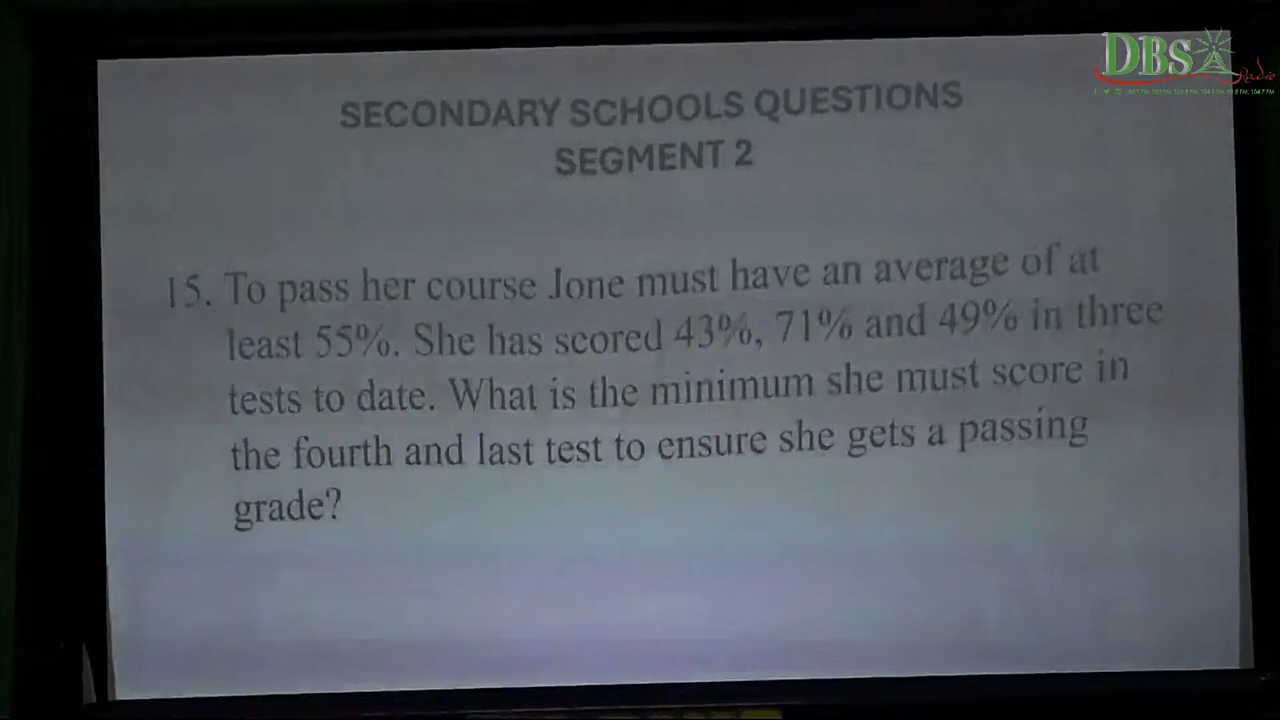 DBS
Radio
SECONDARY SCHOOLS QUESTIONS
SEGMENT 2
15. To pass her course Jone must have an average of at
least 55%. She has scored 43%, 71% and 49% in three
tests to date. What is the minimum she must score in
the fourth and last test to ensure she gets a passing
grade?